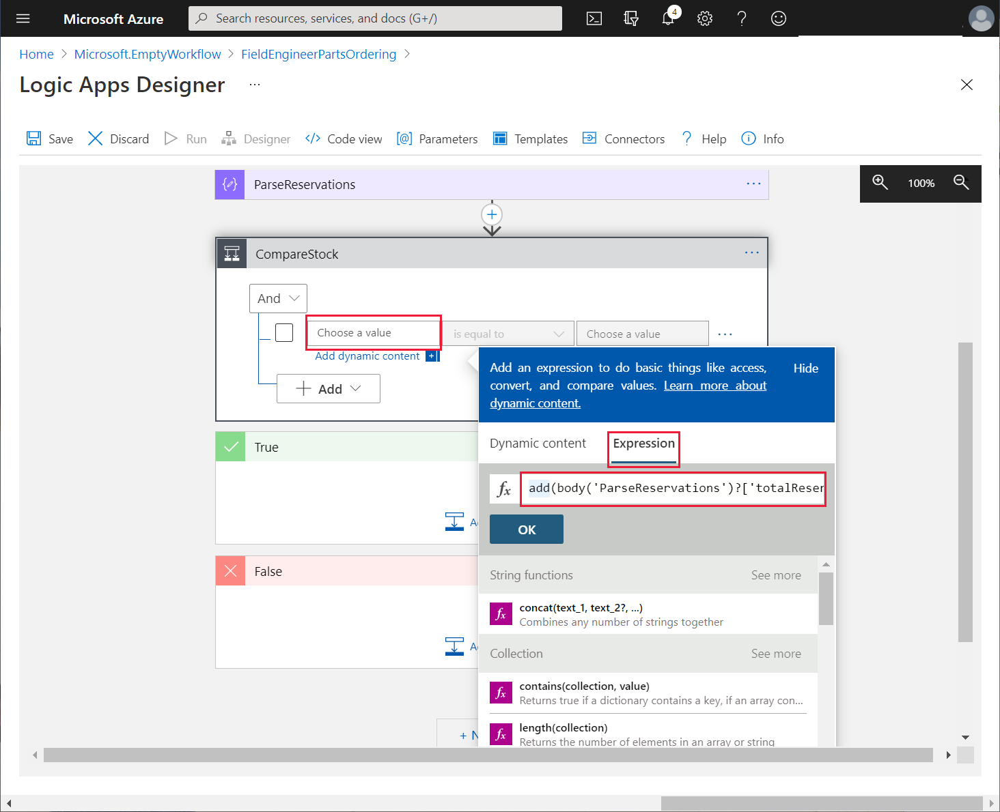 Microsoft Azure
Search resources, services, and docs (G+/)
4
Home > Microsoft.EmptyWorkflow > FieldEngineerPartsOrdering >
Logic Apps Designer ...
Save Discard Run Designer Code view Parameters Templates Connectors Help Info
ParseReservations
100%
CompareStock
And
Choose a value is equal to Choose a value
Add dynamic content
Add
Add an expression to do basic things like access, convert, and compare values. Learn more about dynamic content.
Hide
Dynamic content Expression
fx add(body('ParseReservations')?['totalReser
OK
True
False
String functions See more
fx concat(text_1, text_2?, ...)
Combines any number of strings together
Collection See more
fx contains(collection, value)
Returns true if a dictionary contains a key, if an array con...
fx length(collection)
Returns the number of elements in an array or string
+ N